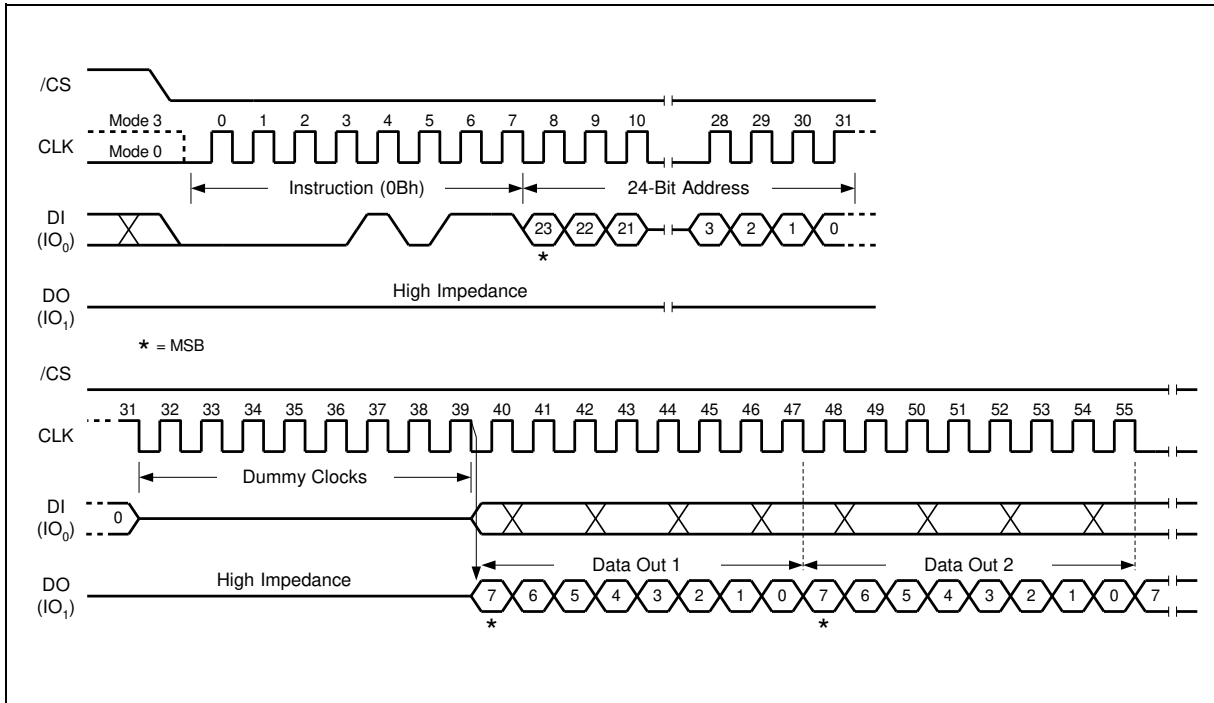 /CS
Mode 3 0 1 2 3 4 5 6 7 8 9 10 28 29 30 31
CLK
Mode 0
Instruction (0Bh) 24-Bit Address
DI
(IO0) 23 22 21 3 2 1 0
*
DO High Impedance
(IO1)
* = MSB
/CS
31 32 33 34 35 36 37 38 39 40 41 42 43 44 45 46 47 48 49 50 51 52 53 54 55
CLK
Dummy Clocks
DI
(IO0) 0
Data Out 1 Data Out 2
DO High Impedance
(IO1) 7 6 5 4 3 2 1 0 7 6 5 4 3 2 1 0 7
* *